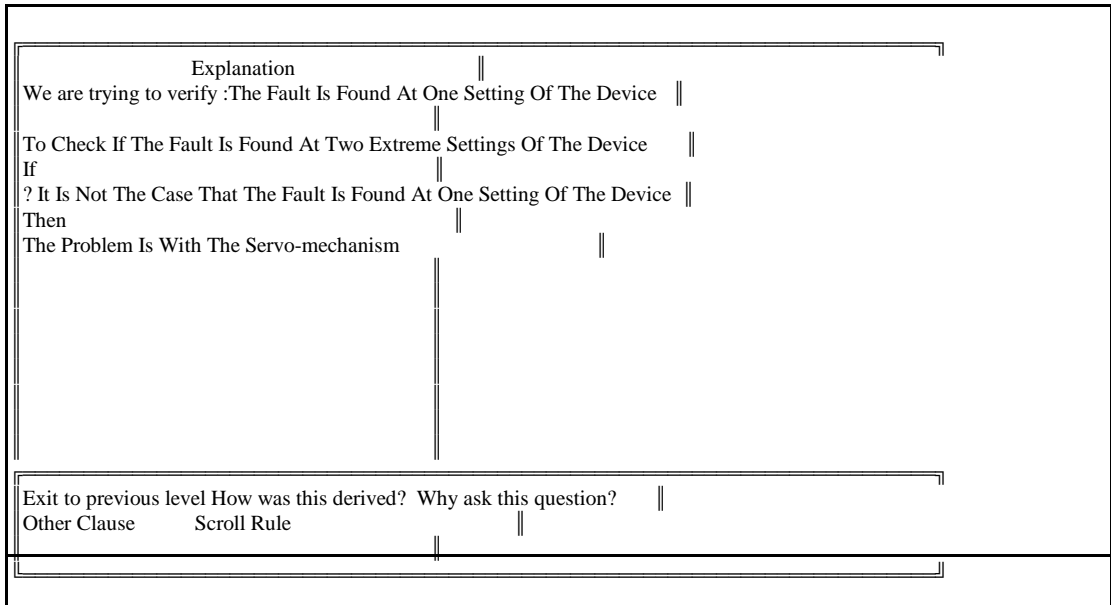 Explanation
We are trying to verify :The Fault Is Found At One Setting Of The Device
To Check If The Fault Is Found At Two Extreme Settings Of The Device
If
? It Is Not The Case That The Fault Is Found At One Setting Of The Device
Then
The Problem Is With The Servo-mechanism
Exit to previous level How was this derived? Why ask this question?
Other Clause Scroll Rule